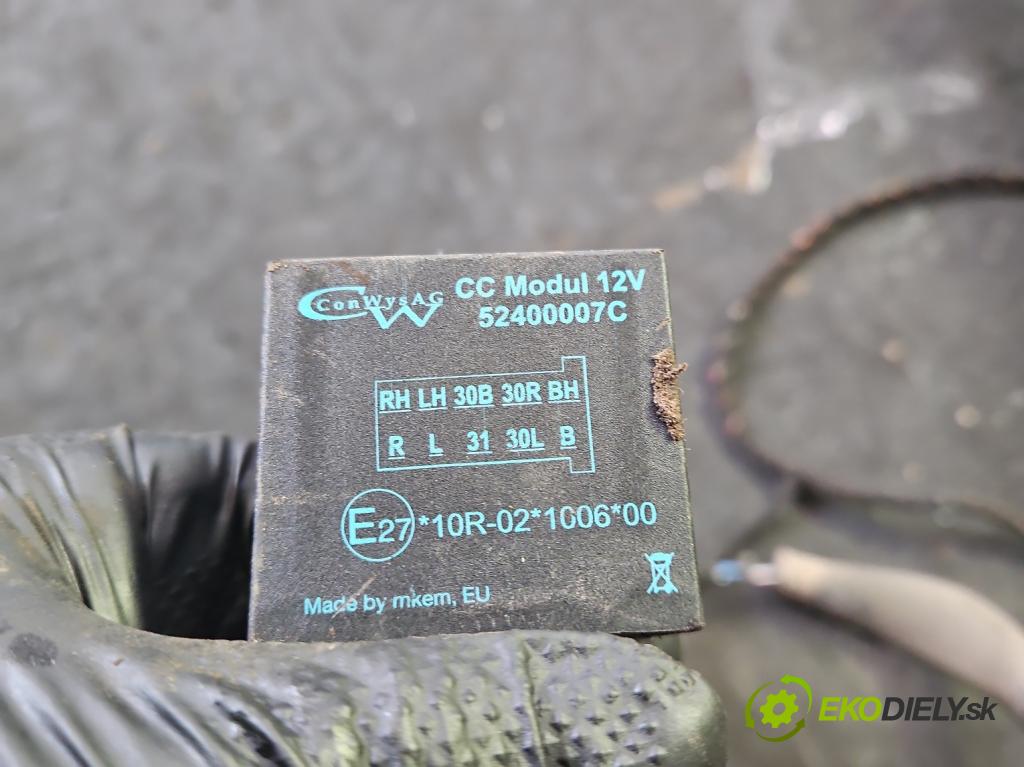 ConWysAG
CC Modul 12V
52400007C
RH LH 30B 30R BH
R L 31 30L B
E27 *10R-02*1006*00
Made by mkem, EU
EKODIELY.sk